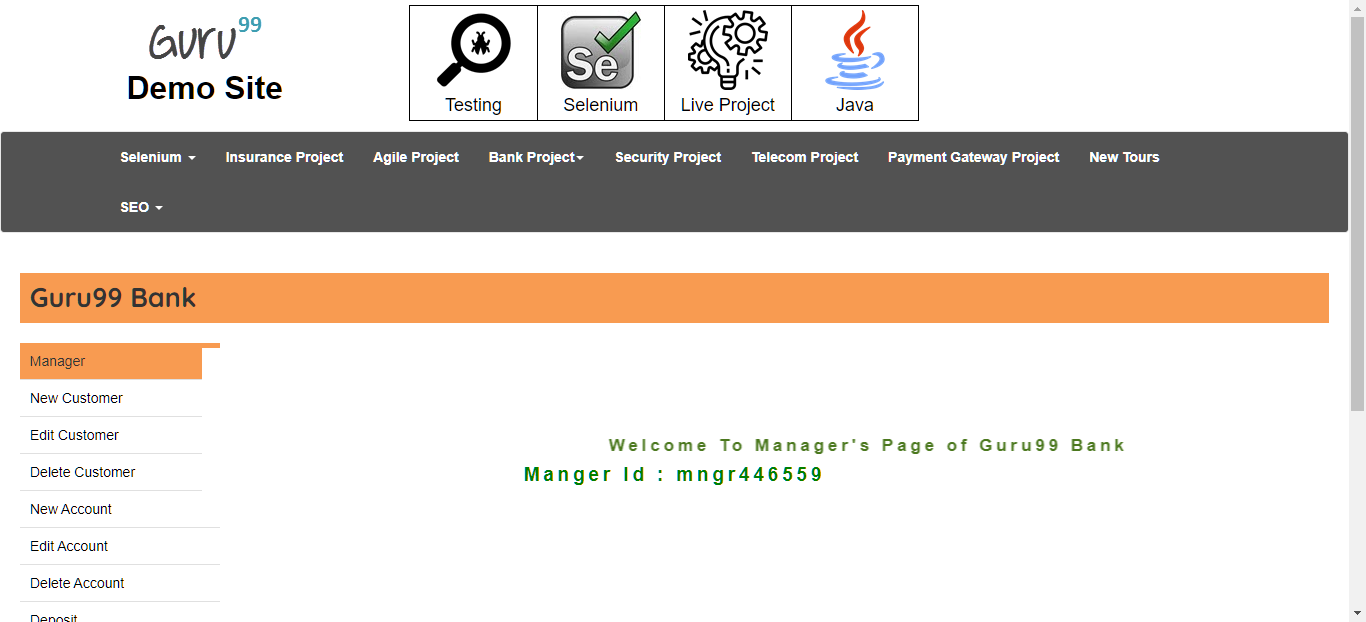 Guru99
Demo Site
Testing
Se
Selenium
Live Project
Java
Selenium
Insurance Project
Agile Project
Bank Project
Security Project
Telecom Project
Payment Gateway Project
New Tours
SEO
Guru99 Bank
Manager
New Customer
Edit Customer
Delete Customer
New Account
Edit Account
Delete Account
Deposit
Welcome To Manager's Page of Guru99 Bank
Manger Id : mngr446559